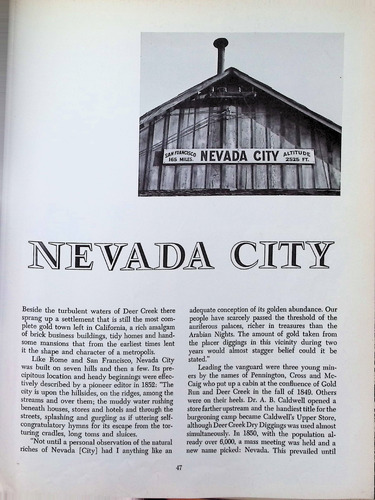 SAN FRANCISCO
165 MILES.
NEVADA CITY
ALTITUDE
2525 FT.
NEVADA CITY
Beside the turbulent waters of Deer Creek there
sprang up a settlement that is still the most com-
plete gold town left in California, a rich amalgam
of brick business buildings, tidy homes and hand-
some mansions that from the earliest times lent
it the shape and character of a metropolis.
Like Rome and San Francisco, Nevada City
was built on seven hills and then a few. Its pre-
cipitous location and heady beginnings were effec-
tively described by a pioneer editor in 1852: "The
city is upon the hillsides, on the ridges, among the
streams and over them; the muddy water rushing
beneath houses, stores and hotels and through the
streets, splashing and gurgling as if uttering self-
congratulatory hymns for its escape from the tor-
turing cradles, long toms and sluices.
"Not until a personal observation of the natural
riches of Nevada [City] had I anything like an
adequate conception of its golden abundance. Our
people have scarcely passed the threshold of the
auriferous palaces, richer in treasures than the
Arabian Nights. The amount of gold taken from
the placer diggings in this vicinity during two
years would almost stagger belief could it be
stated."
Leading the vanguard were three young min-
ers by the names of Pennington, Cross and Mc-
Caig who put up a cabin at the confluence of Gold
Run and Deer Creek in the fall of 1849. Others
were on their heels. Dr. A. B. Caldwell opened a
store farther upstream and the handiest title for the
burgeoning camp became Caldwell's Upper Store,
although Deer Creek Dry Diggings was used almost
simultaneously. In 1850, with the population al-
ready over 6,000, a mass meeting was held and a
new name picked: Nevada. This prevailed until
47